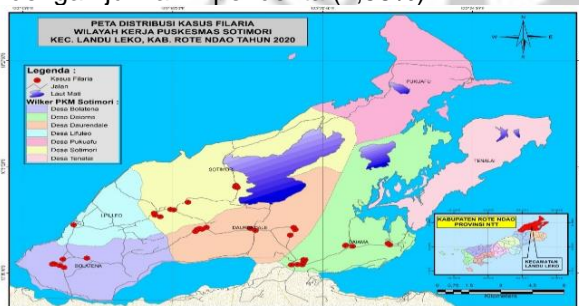 PETA DISTRIBUSI KASUS FILARIA
WILAYAH KERJA PUSKESMAS SOTIMORI
KEC. LANDU LEKO, KAB. ROTE NDAO TAHUN 2020
Legenda :
Kasus Filaria
Jalan
Laut Mati
Wilker PKM Sotimori :
Desa Bolatena
Desa Daiama
Desa Daurendale
Desa Lifuleo
Desa Pukuafu
Desa Sotimori
Desa Tenalai
PUKUAFU
TENALAI
SOTIMORI
LIFULEO
DAIAMA
BOLATENA
KABUPATEN ROTE NDAO
PROVINSI NTT
KECAMATAN
LANDU LEKO
Kilometers